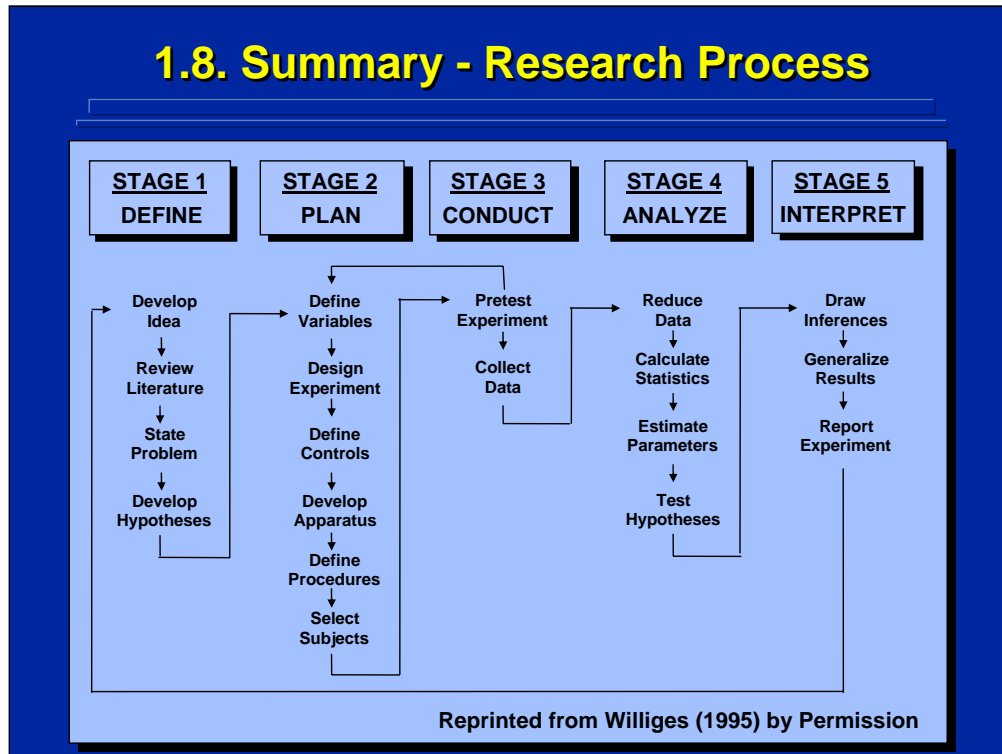 1.8. Summary - Research Process
STAGE 1
DEFINE
STAGE 2
PLAN
STAGE 3
CONDUCT
STAGE 4
ANALYZE
STAGE 5
INTERPRET
Develop
Idea
Review
Literature
State
Problem
Develop
Hypotheses
Define
Variables
Design
Experiment
Define
Controls
Develop
Apparatus
Define
Procedures
Select
Subjects
Pretest
Experiment
Collect
Data
Reduce
Data
Calculate
Statistics
Estimate
Parameters
Test
Hypotheses
Draw
Inferences
Generalize
Results
Report
Experiment
Reprinted from Williges (1995) by Permission